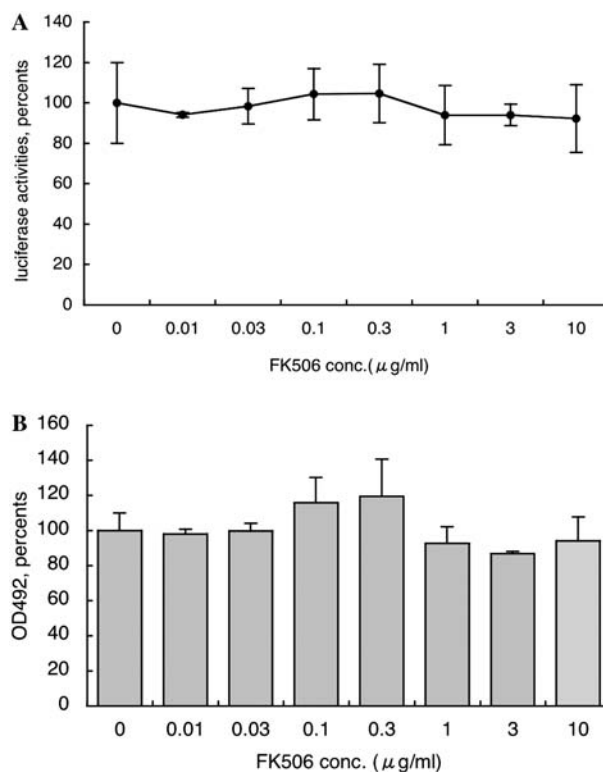 A
luciferase activities, percents
140
120
100
80
60
40
20
0
0 0.01 0.03 0.1 0.3 1 3 10
FK506 conc.( μ g/ml)
B
OD492, percents
160
140
120
100
80
60
40
20
0
0 0.01 0.03 0.1 0.3 1 3 10
FK506 conc. ( μ g/ml)